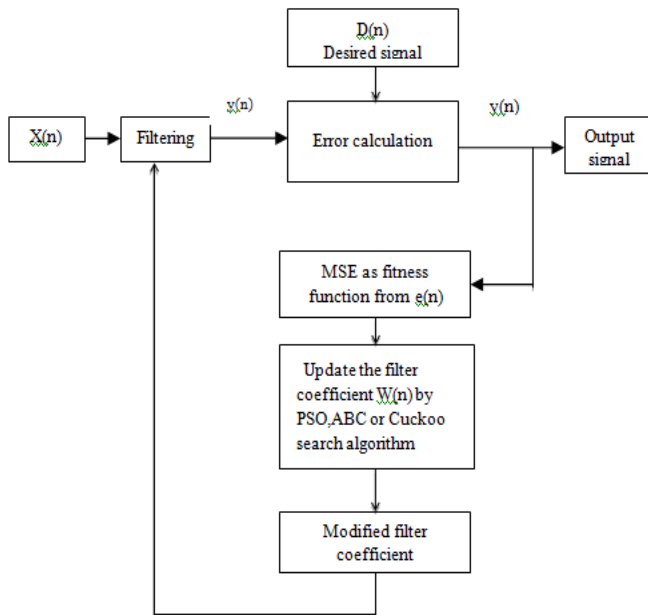 D(n)
Desired signal
y(n)
y(n)
X(n)
Filtering
Error calculation
Output
signal
MSE as fitness
function from e(n)
Update the filter
coefficient W(n) by
PSO,ABC or Cuckoo
search algorithm
Modified filter
coefficient